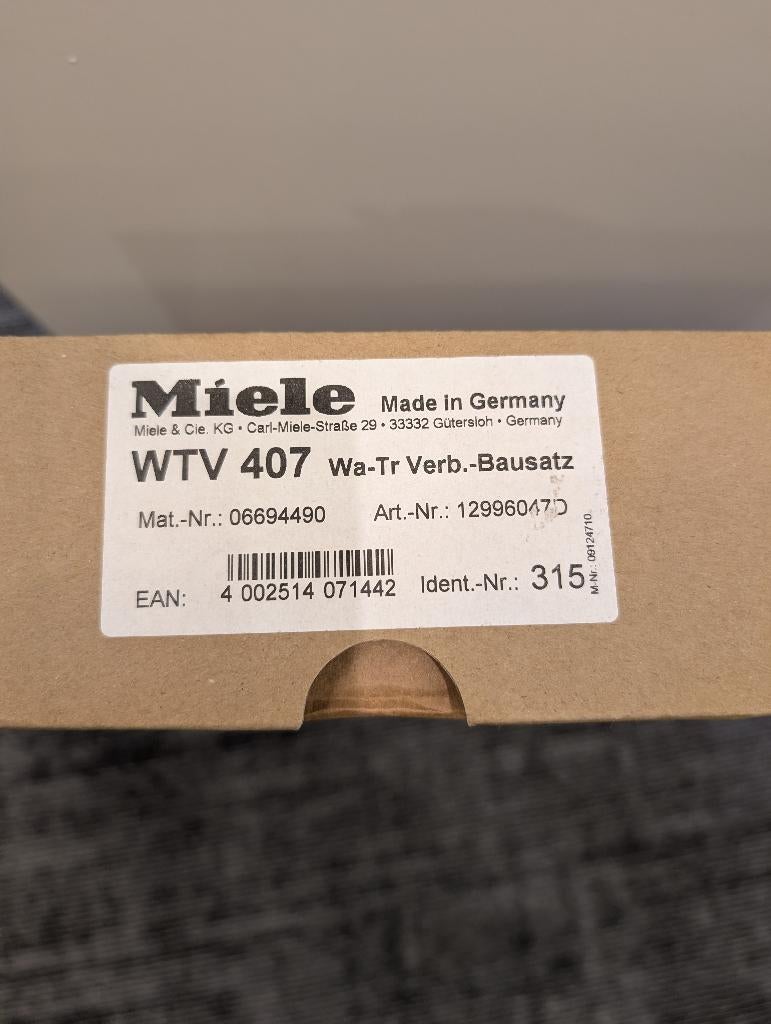 Miele Made in Germany
Miele & Cie. KG • Carl-Miele-Straße 29 • 33332 Gütersloh • Germany
WTV 407 Wa-Tr Verb.-Bausatz
Mat.-Nr.: 06694490 Art.-Nr.: 12996047D
EAN: 4 002514 071442 Ident.-Nr.: 315
M-Nr.: 09124710